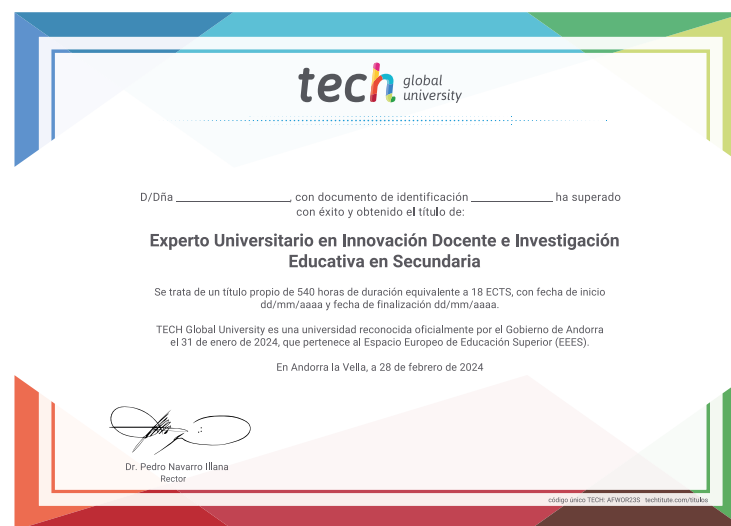 tech global
university
D/Dña ____________________, con documento de identificación ______________ ha superado
con éxito y obtenido el título de:
Experto Universitario en Innovación Docente e Investigación
Educativa en Secundaria
Se trata de un título propio de 540 horas de duración equivalente a 18 ECTS, con fecha de inicio
dd/mm/aaaa y fecha de finalización dd/mm/aaaa.
TECH Global University es una universidad reconocida oficialmente por el Gobierno de Andorra
el 31 de enero de 2024, que pertenece al Espacio Europeo de Educación Superior (EEES).
En Andorra la Vella, a 28 de febrero de 2024
Dr. Pedro Navarro Illana
Rector
código único TECH: AFWOR23S techtitute.com/titulos